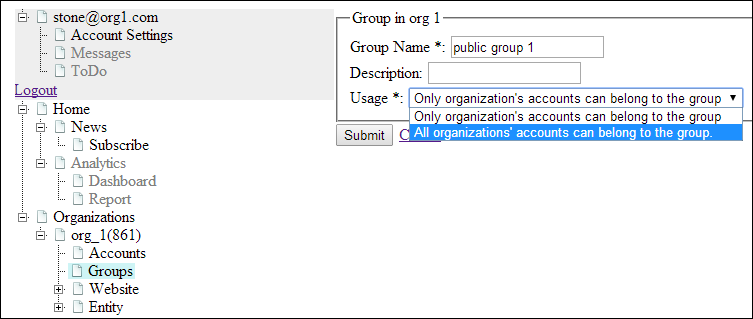 stone@org1.com
Account Settings
Messages
ToDo
Logout
Home
News
Subscribe
Analytics
Dashboard
Report
Organizations
org_1(861)
Accounts
Groups
Website
Entity
Group in org 1
Group Name *: public group 1
Description:
Usage *: Only organization's accounts can belong to the group
Only organization's accounts can belong to the group
All organizations' accounts can belong to the group.
Submit